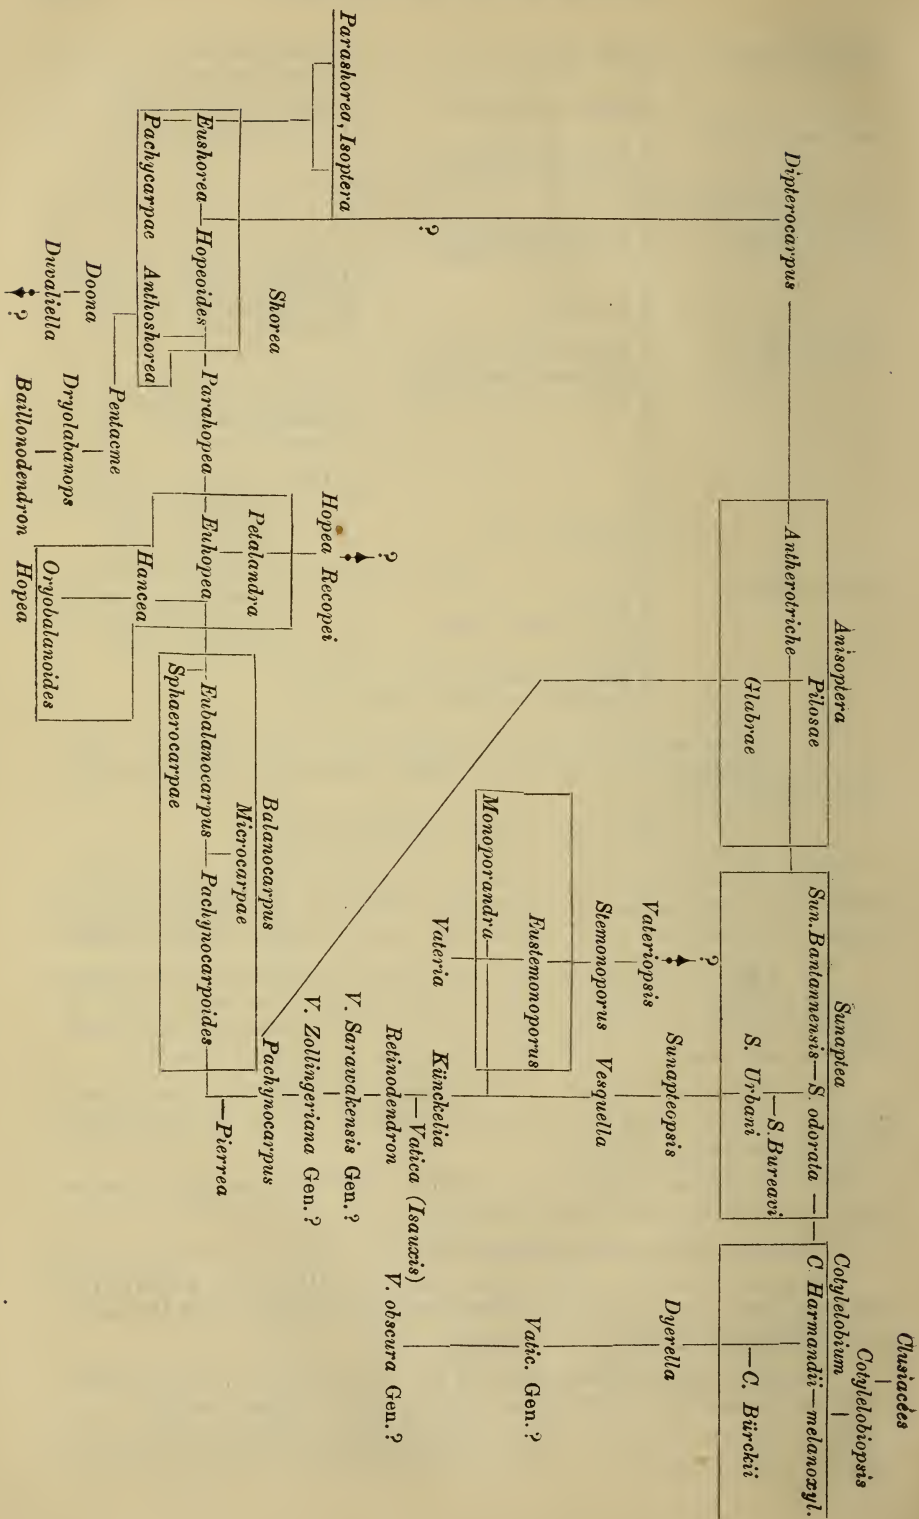 Clusiacées
Cotylelobiopsis
Cotylelobium
C. Harmandii—melanoxyl.
—C. Bürckii
Dyerella
Vatic. Gen.?
V. obscura Gen.?
Sunaptea
Sun. Bantannensis—S. odorata —
—S. Bureavi
S. Urbani
Sunapteopsis
?
Vateriopsis
Stemonoporus Vesquella
Eustemonoporus
Monoporandra—
Vateria
Künckelia
—Vatica (Isauxis)
Retinodendron
V. Sarawakensis Gen.?
V. Zollingeriana Gen.?
Pachynocarpus
—Pierrea
Anisoptera
Pilosae
Dipterocarpus
— Antherotriche—
Glabrae
?
Parashorea, Isoptera
Shorea
Eushorea—Hopeoides
— Parahopea —
— Euhopea —
Pachycarpae Anthoshorea
Pentacme
Doona
Duvaliella
?
Dryolabanops
Baillonodendron
?
Hopea Recopei
Petalandra
Hancea
Oryobalanoides
Hopea
Balanocarpus
Microcarpae
Eubalanocarpus— Pachynocarpoides—
Sphaerocarpae